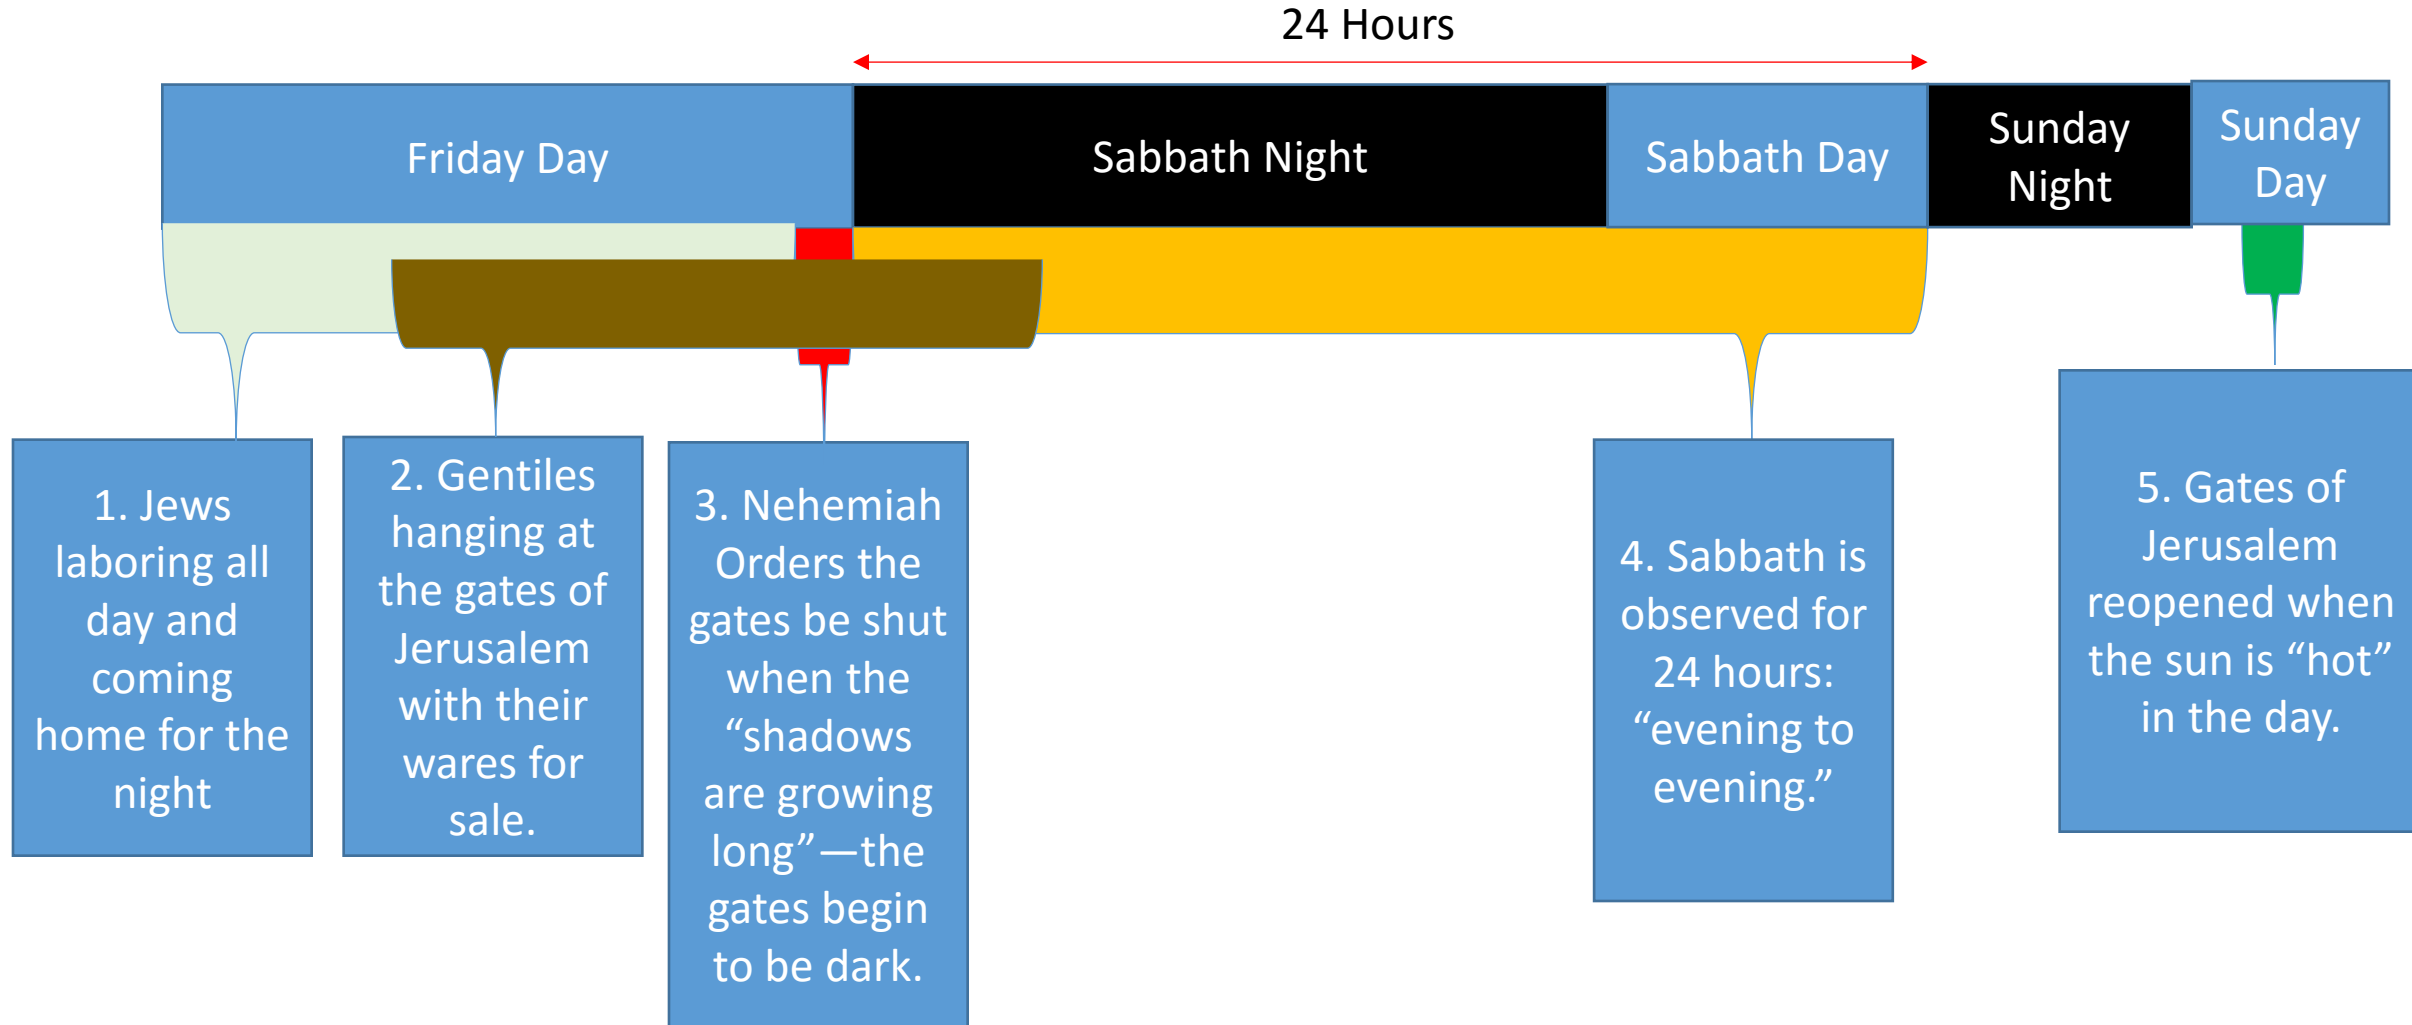 24 Hours
Friday Day
Sabbath Night
Sabbath Day
Sunday
Night
Sunday
Day
1. Jews
laboring all
day and
coming
home for the
night
2. Gentiles
hanging at
the gates of
Jerusalem
with their
wares for
sale.
3. Nehemiah
Orders the
gates be shut
when the
“shadows
are growing
long”—the
gates begin
to be dark.
4. Sabbath is
observed for
24 hours:
“evening to
evening.”
5. Gates of
Jerusalem
reopened when
the sun is “hot”
in the day.